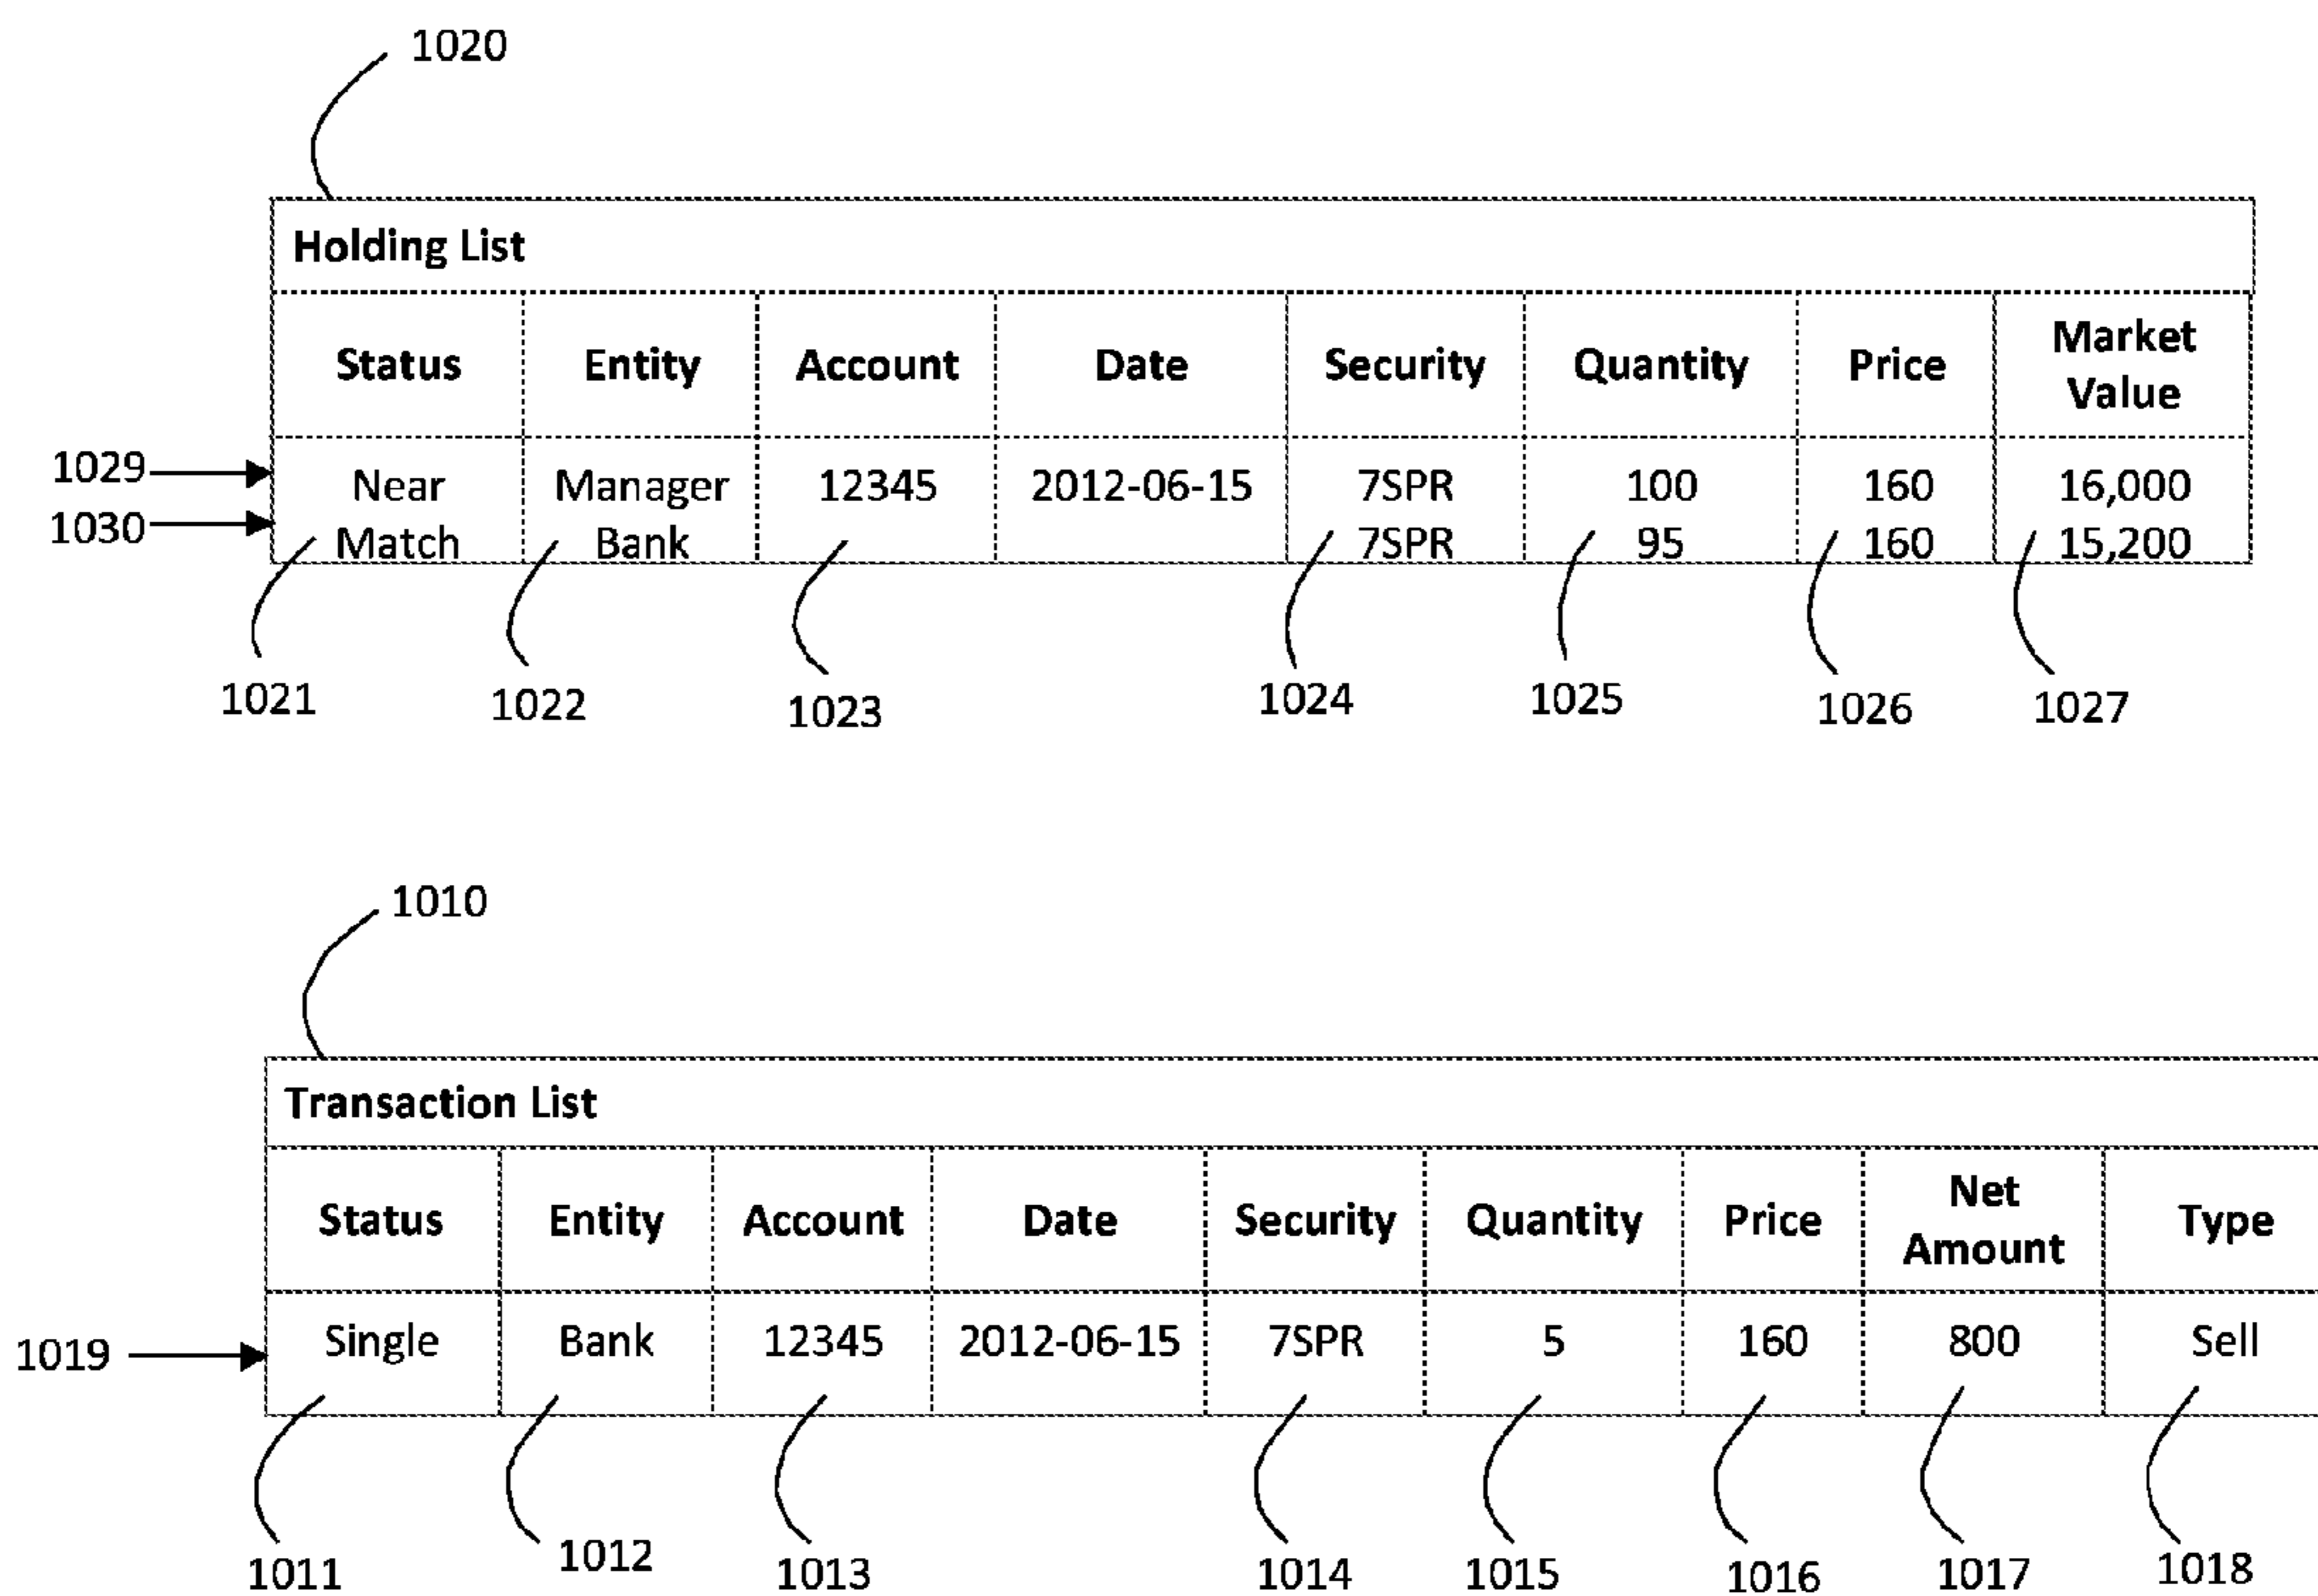 1020
Holding List
Status Entity Account Date Security Quantity Price Market Value
1029 Near Manager 12345 2012-06-15 7SPR 100 160 16,000
1030 Match Bank 7SPR 95 160 15,200
1021 1022 1023 1024 1025 1026 1027
1010
Transaction List
Status Entity Account Date Security Quantity Price Net Amount Type
1019 Single Bank 12345 2012-06-15 7SPR 5 160 800 Sell
1011 1012 1013 1014 1015 1016 1017 1018